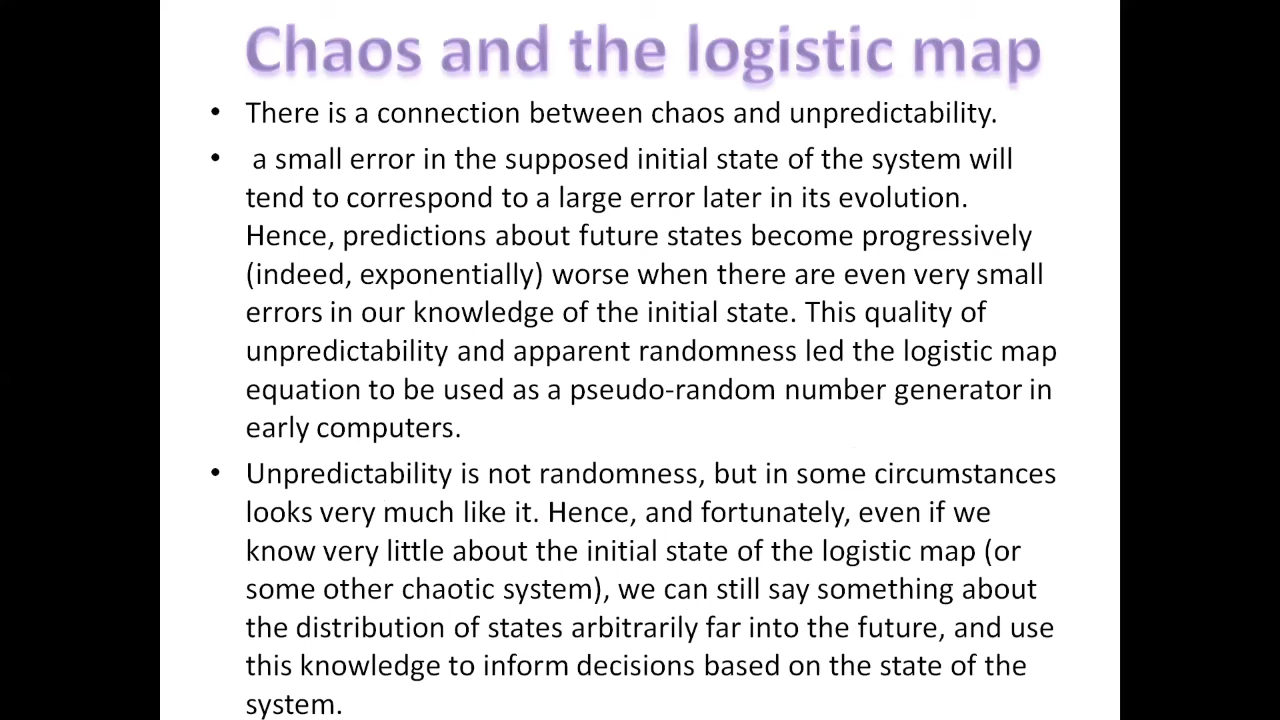 Chaos and the logistic map
• There is a connection between chaos and unpredictability.
• a small error in the supposed initial state of the system will
tend to correspond to a large error later in its evolution.
Hence, predictions about future states become progressively
(indeed, exponentially) worse when there are even very small
errors in our knowledge of the initial state. This quality of
unpredictability and apparent randomness led the logistic map
equation to be used as a pseudo-random number generator in
early computers.
• Unpredictability is not randomness, but in some circumstances
looks very much like it. Hence, and fortunately, even if we
know very little about the initial state of the logistic map (or
some other chaotic system), we can still say something about
the distribution of states arbitrarily far into the future, and use
this knowledge to inform decisions based on the state of the
system.